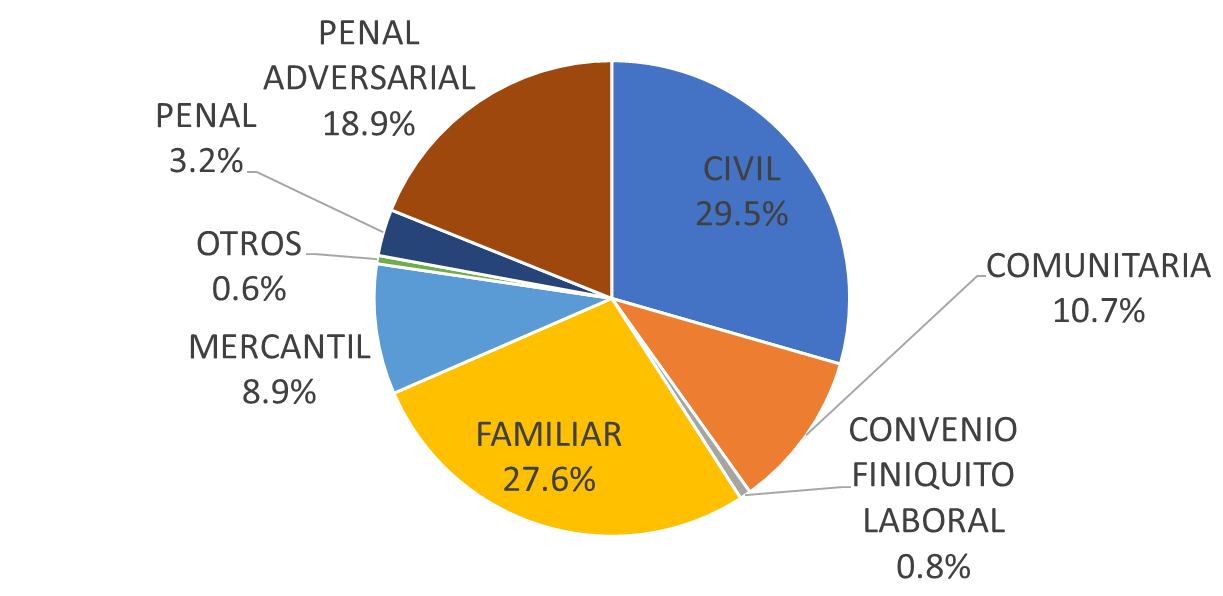 PENAL
ADVERSARIAL
18.9%
PENAL
3.2%
OTROS
0.6%
MERCANTIL
8.9%
FAMILIAR
27.6%
CIVIL
29.5%
COMUNITARIA
10.7%
CONVENIO
FINIQUITO
LABORAL
0.8%